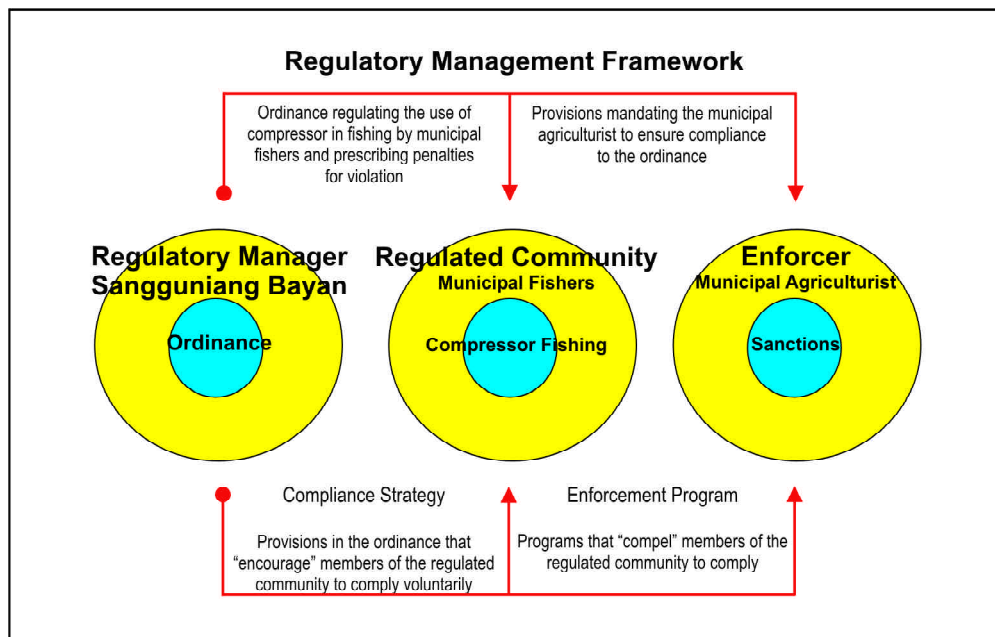 Regulatory Management Framework
Ordinance regulating the use of
compressor in fishing by municipal
fishers and prescribing penalties
for violation
Provisions mandating the municipal
agriculturist to ensure compliance
to the ordinance
Regulatory Manager
Sangguniang Bayan
Ordinance
Regulated Community
Municipal Fishers
Compressor Fishing
Enforcer
Municipal Agriculturist
Sanctions
Compliance Strategy
Provisions in the ordinance that
“encourage” members of the regulated
community to comply voluntarily
Enforcement Program
Programs that “compel” members of the
regulated community to comply